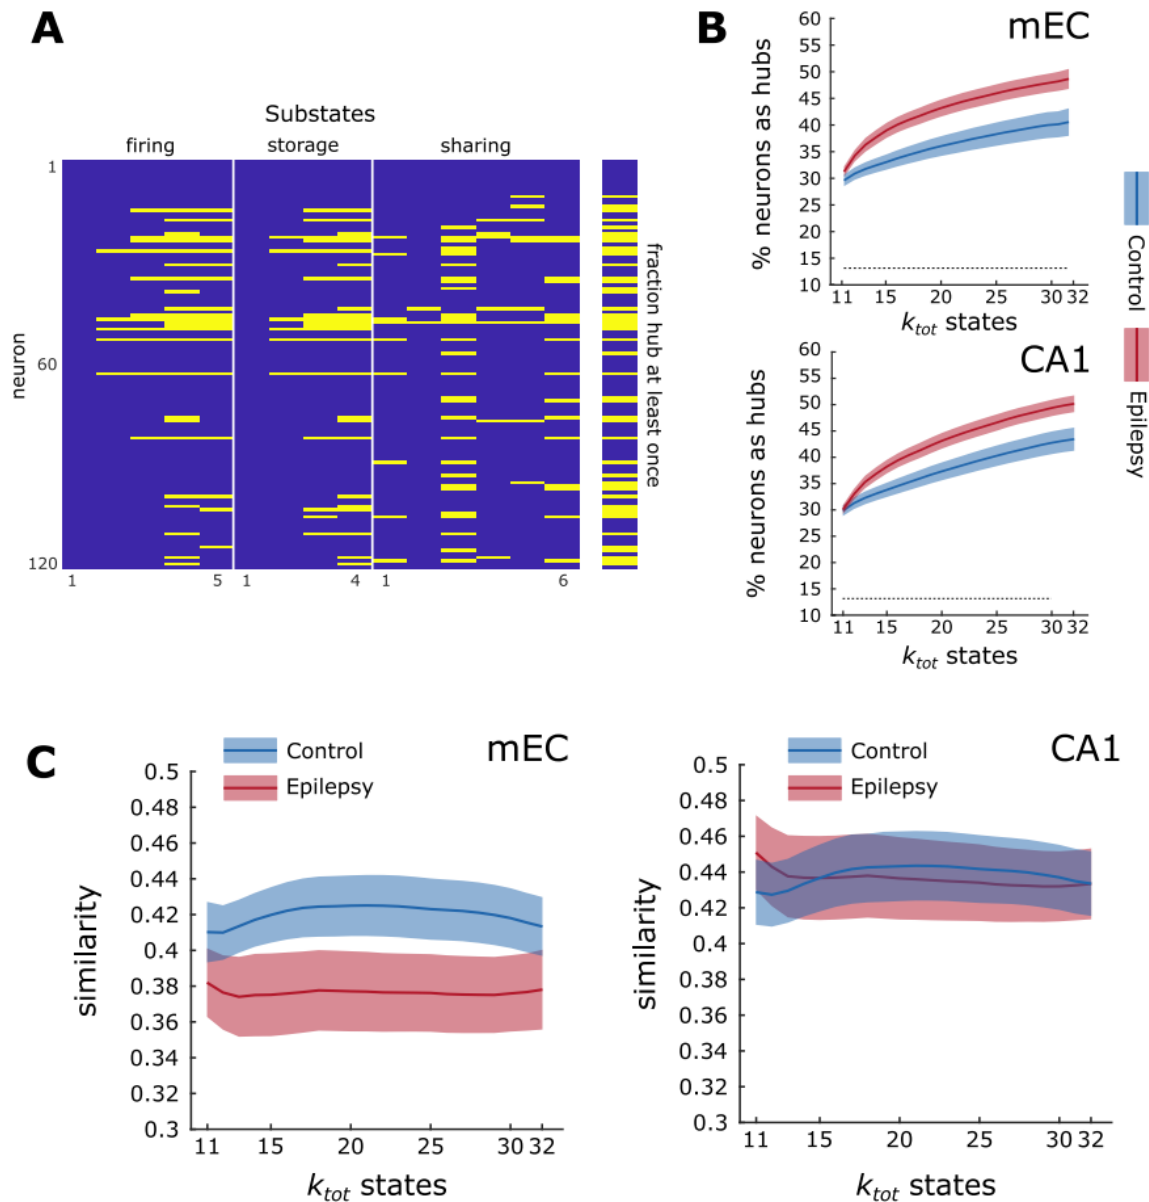 A
Substates
firing storage sharing
1
60
120
neuron
1 5 1 4 1 6
fraction hub at least once
B
mEC
60
55
50
45
40
35
30
25
20
15
10
% neurons as hubs
11 15 20 25 30 32
ktot states
CA1
60
55
50
45
40
35
30
25
20
15
10
% neurons as hubs
11 15 20 25 30 32
ktot states
Control
Epilepsy
C
Control
Epilepsy
mEC
0.5
0.48
0.46
0.44
0.42
0.4
0.38
0.36
0.34
0.32
0.3
similarity
11 15 20 25 30 32
ktot states
Control
Epilepsy
CA1
0.5
0.48
0.46
0.44
0.42
0.4
0.38
0.36
0.34
0.32
0.3
similarity
11 15 20 25 30 32
ktot states